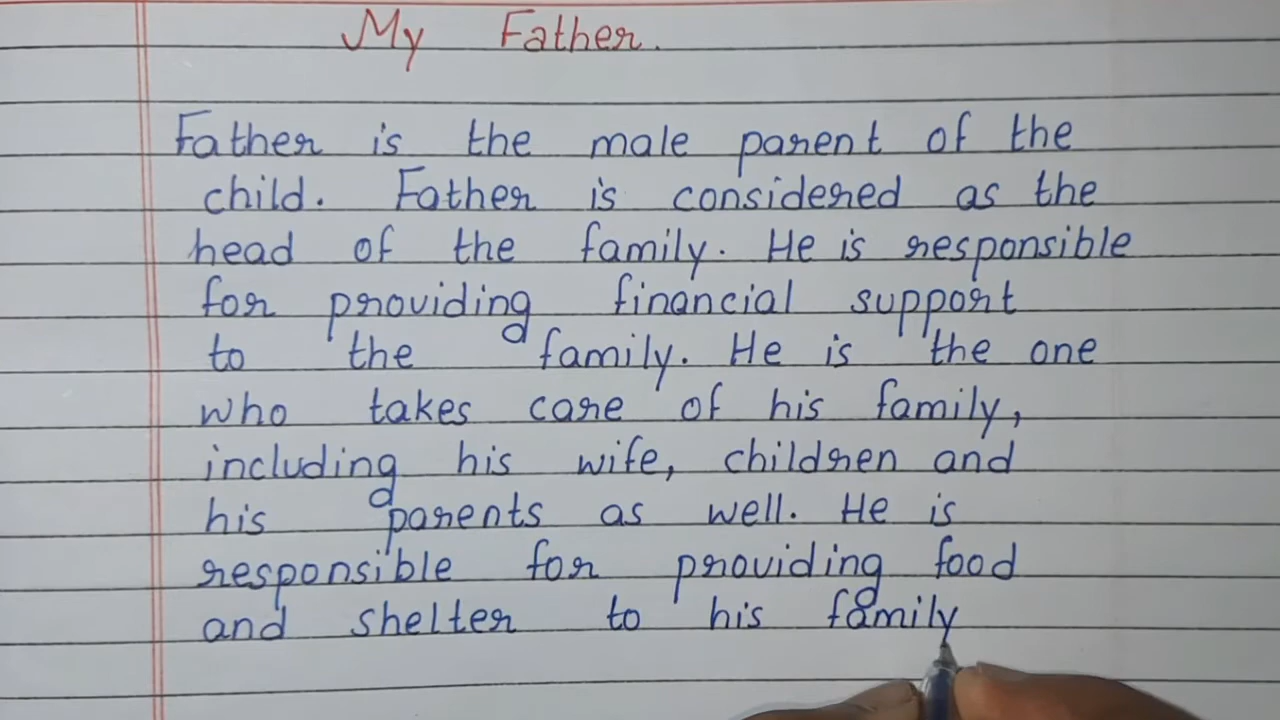 My Father.
Father is the male parent of the
child. Father is considered as the
head of the family. He is responsible
for providing financial support
to the family. He is the one
who takes care of his family,
including his wife, children and
his parents as well. He is
responsible for providing food
and shelter to his family